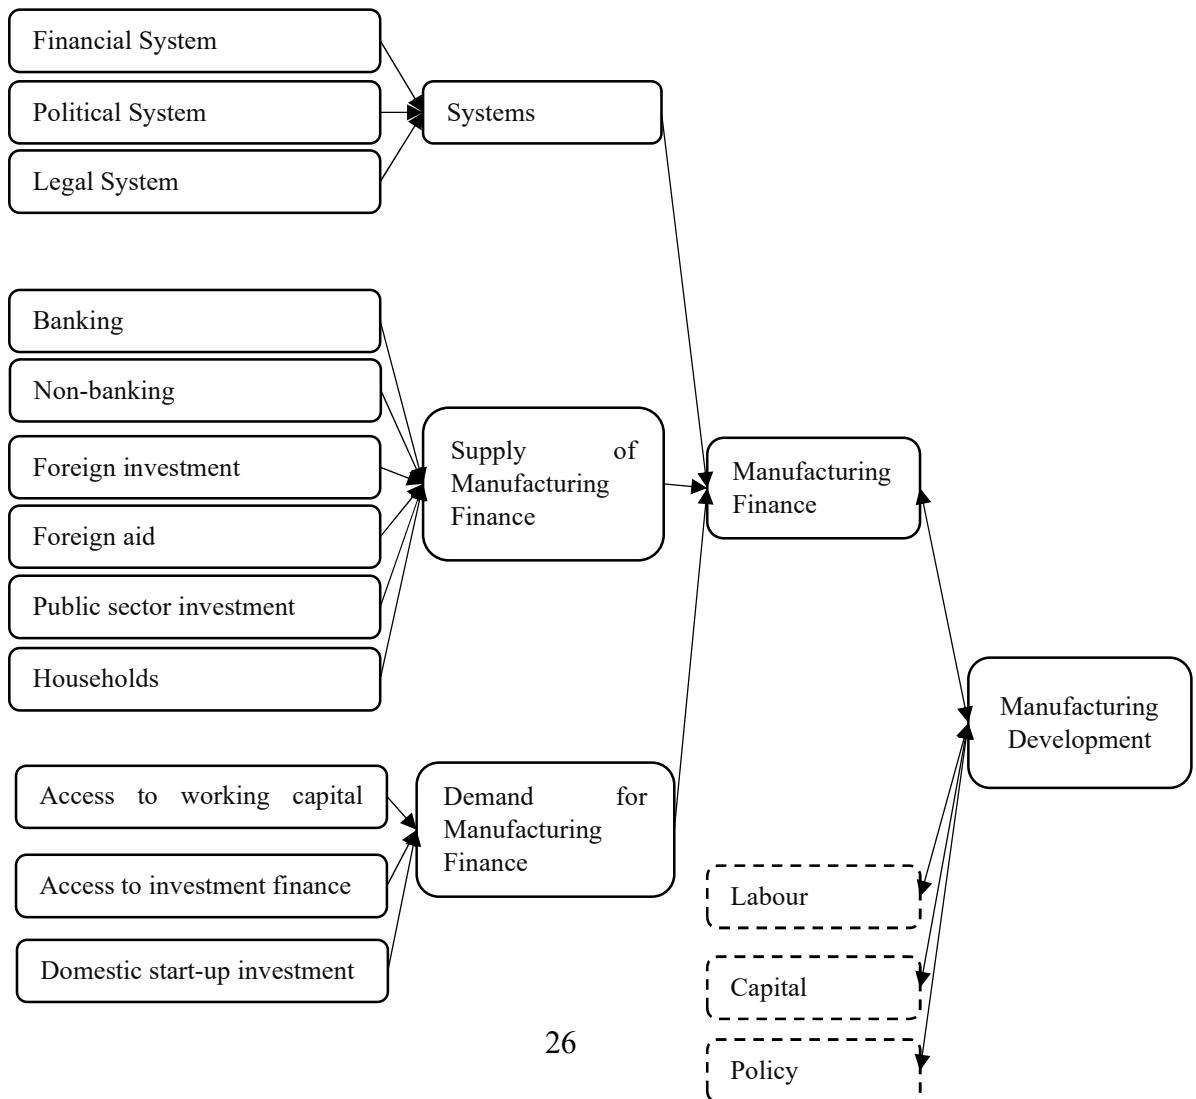 Financial System
Political System
Legal System
Systems
Banking
Non-banking
Foreign investment
Foreign aid
Public sector investment
Households
Supply of
Manufacturing
Finance
Manufacturing
Finance
Manufacturing
Development
Access to working capital
Access to investment finance
Domestic start-up investment
Demand for
Manufacturing
Finance
Labour
Capital
Policy
26